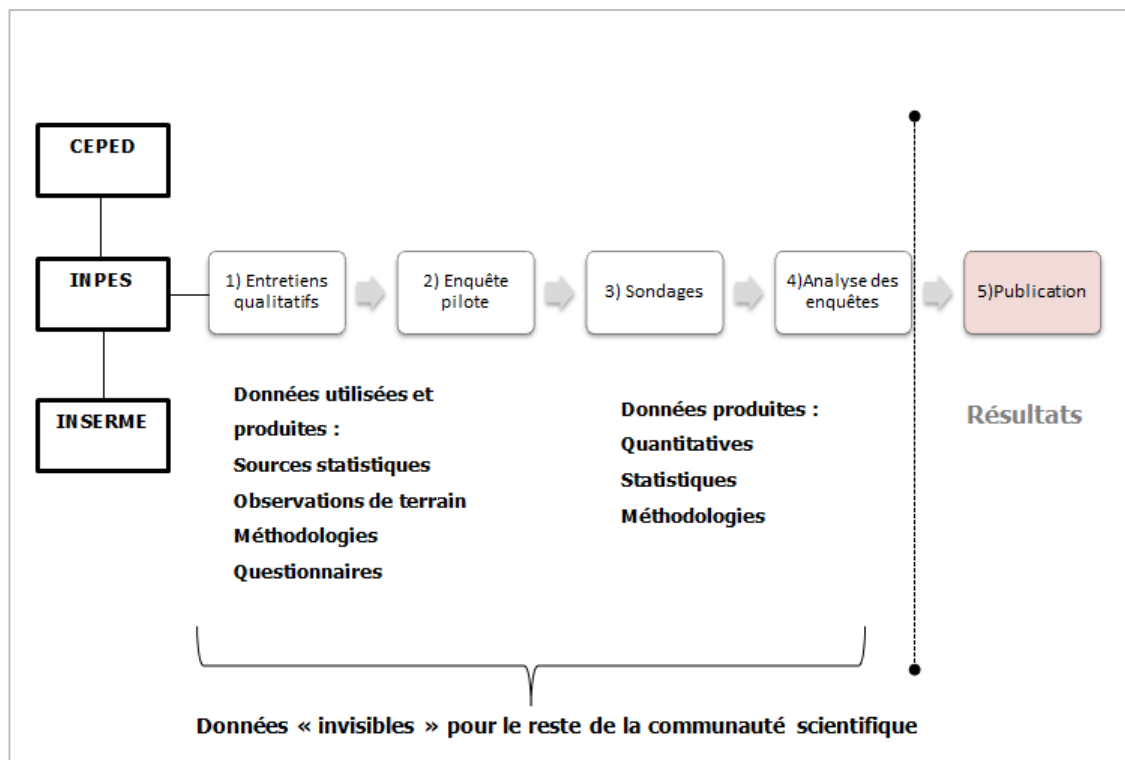 CEPED
INPES
INSERME
1) Entretiens
qualitatifs
2) Enquête
pilote
3) Sondages
4)Analyse des
enquêtes
5)Publication
Données utilisées et
produites :
Sources statistiques
Observations de terrain
Méthodologies
Questionnaires
Données produites :
Quantitatives
Statistiques
Méthodologies
Résultats
Données « invisibles » pour le reste de la communauté scientifique